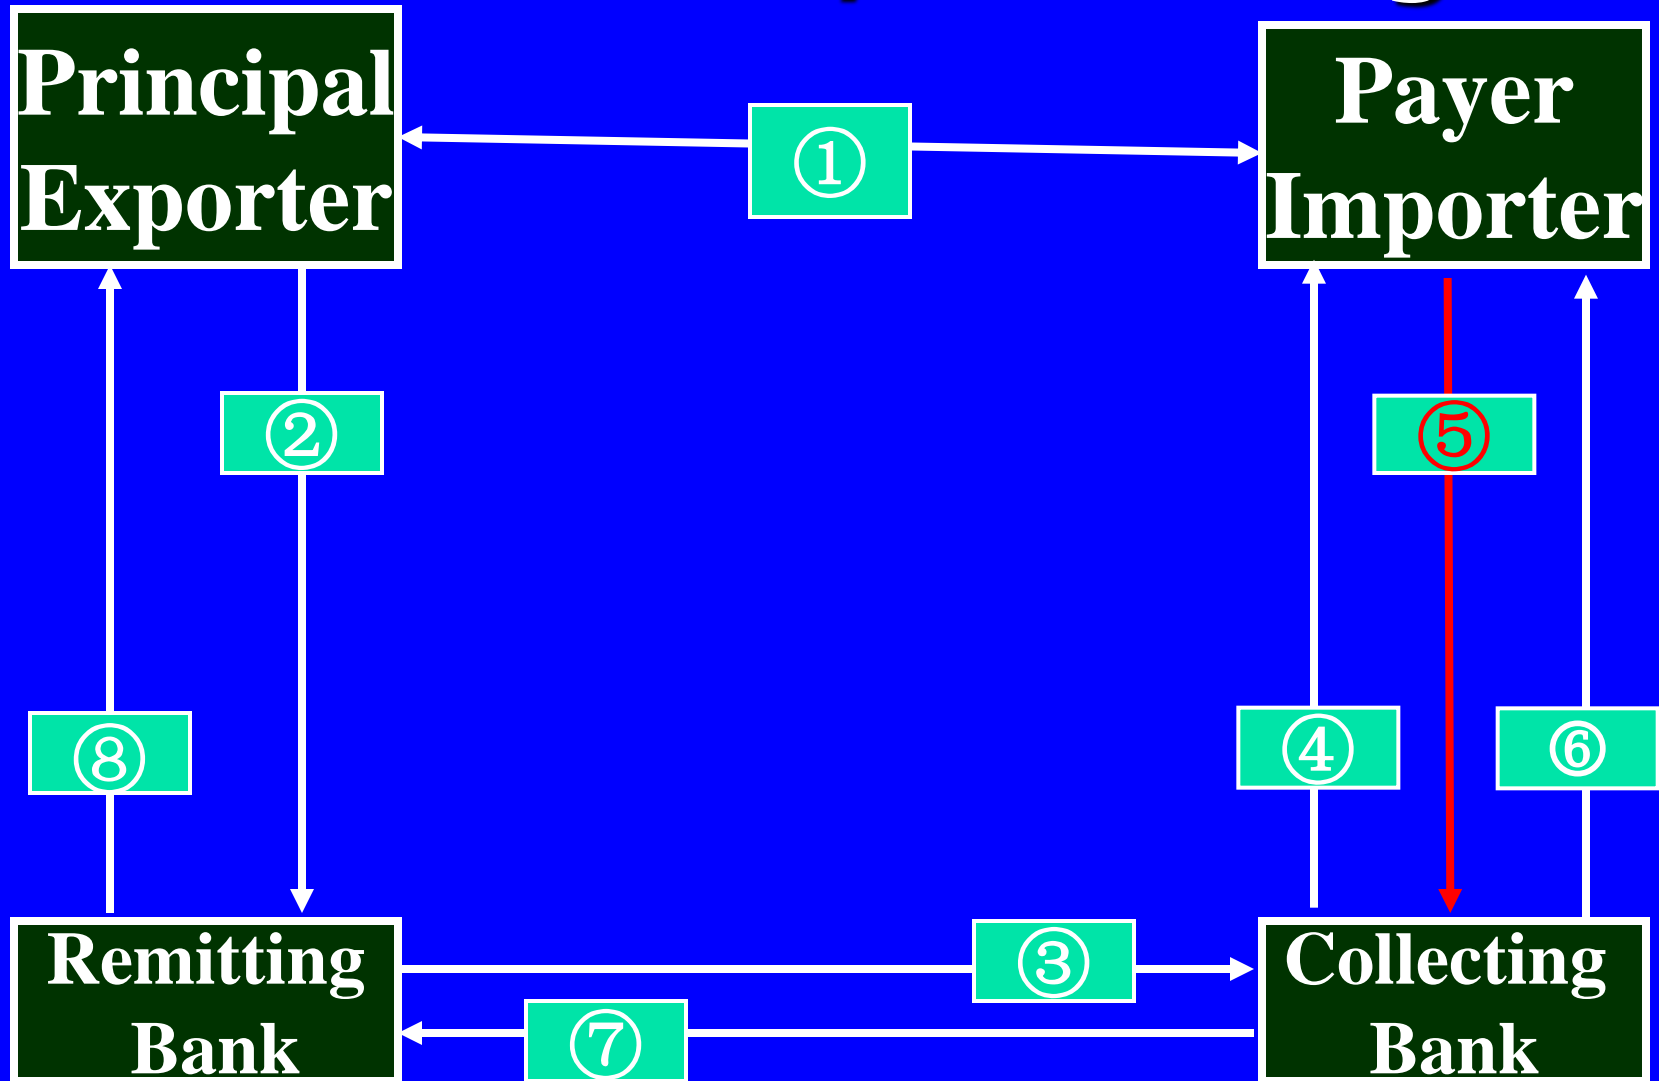 Principal
Exporter
Payer
Importer
①
②
⑤
⑧
④
⑥
Remitting
Bank
③
⑦
Collecting
Bank